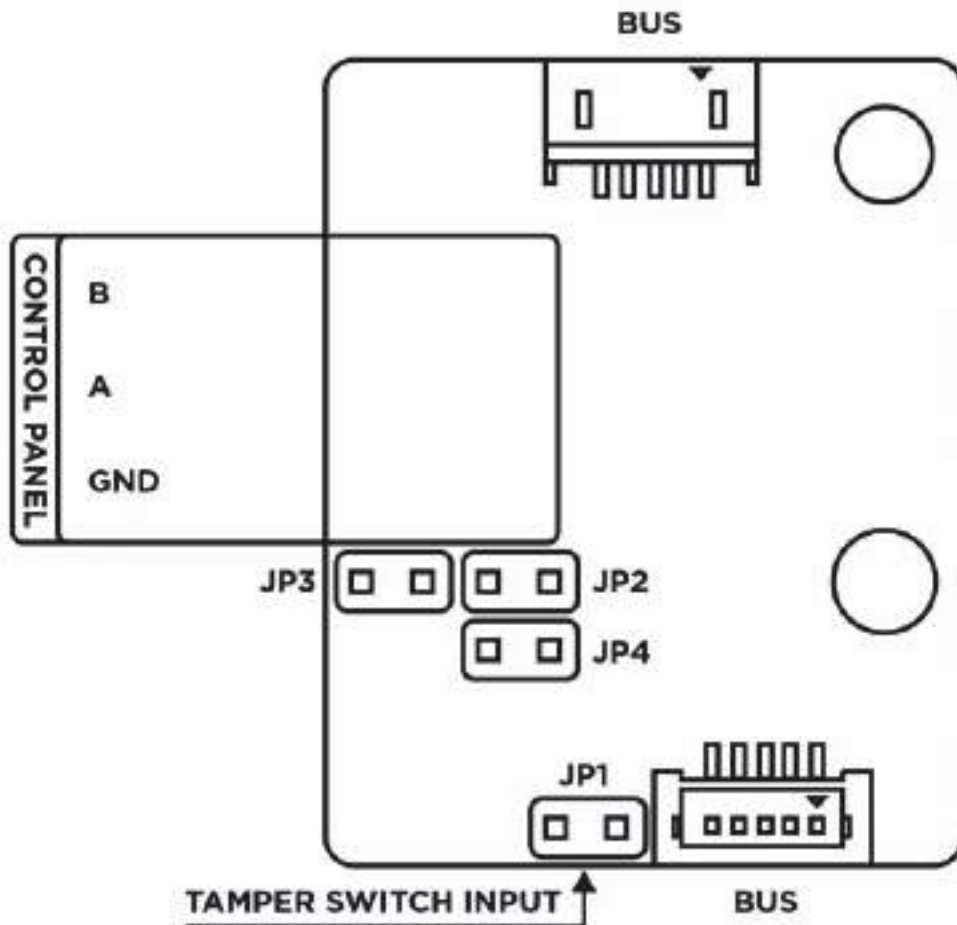 BUS
CONTROL PANEL
B
A
GND
JP3
JP2
JP4
JP1
TAMPER SWITCH INPUT
BUS